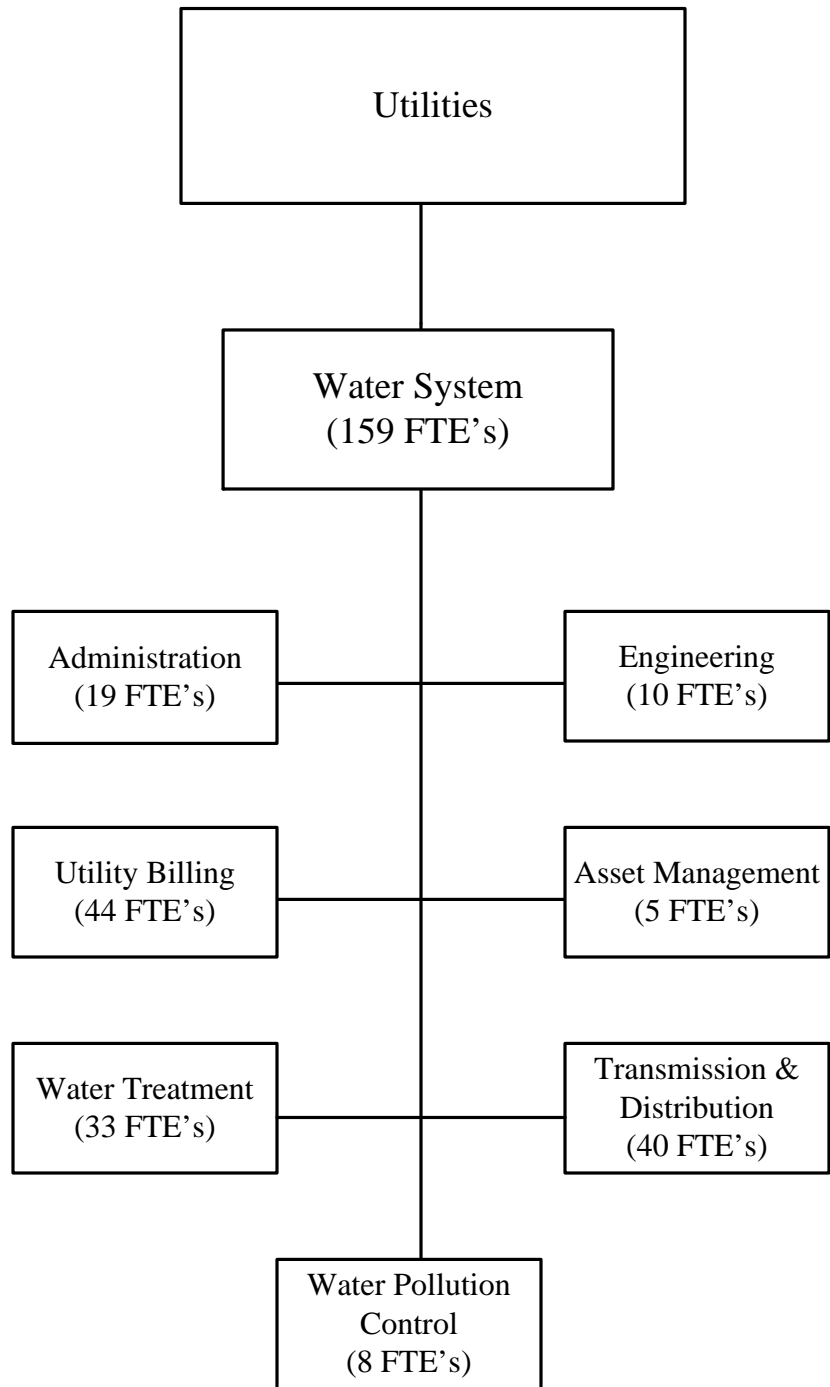 Utilities
Water System
(159 FTE’s)
Administration
(19 FTE’s)
Engineering
(10 FTE’s)
Utility Billing
(44 FTE’s)
Asset Management
(5 FTE’s)
Water Treatment
(33 FTE’s)
Transmission &
Distribution
(40 FTE’s)
Water Pollution
Control
(8 FTE’s)